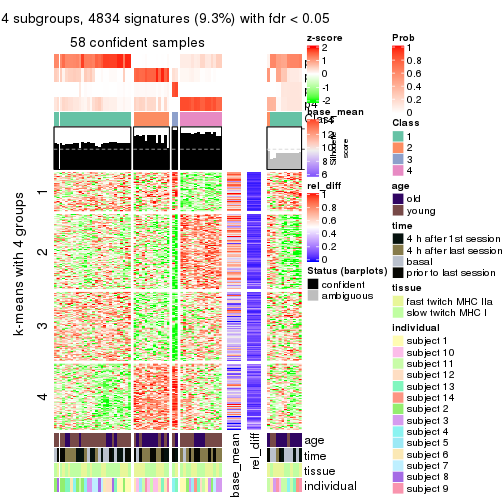 4 subgroups, 4834 signatures (9.3%) with fdr < 0.05
58 confident samples
z-score
2
1
0
-1
-2
base_mean
14
12
10
8
6
rel_diff
1
0.8
0.6
0.4
0.2
0
Status (barplots)
confident
ambiguous
Prob
1
0.8
0.6
0.4
0.2
0
Class
1
2
3
4
age
old
young
time
4 h after 1st session
4 h after last session
basal
prior to last session
tissue
fast twitch MHC IIa
slow twitch MHC I
individual
subject 1
subject 10
subject 11
subject 12
subject 13
subject 14
subject 2
subject 3
subject 4
subject 5
subject 6
subject 7
subject 8
subject 9
k-means with 4 groups
1
2
3
4
score
base_mean
rel_diff
age
time
tissue
individual